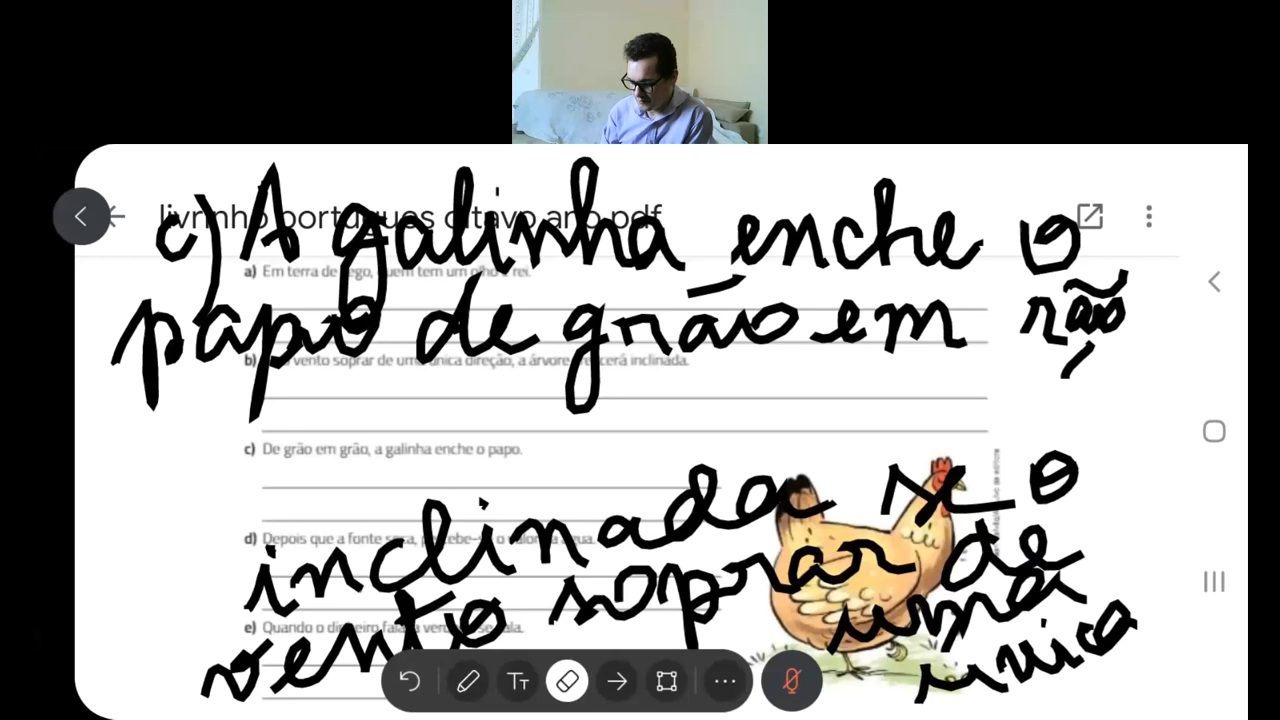 livrinho portugues oitavo ano.pdf
c) A galinha enche o
papo de grão em
a) Em terra de cego, quem tem um olho é rei.
b) vento soprar de uma única direção, a árvore crescerá inclinada.
c) De grão em grão, a galinha enche o papo.
inclinada se o
d) Depois que a fonte seca, percebe-se o valor da água.
vento soprar de
uma
e) Quando o dinheiro fala, a verdade se cala.
única
Tт